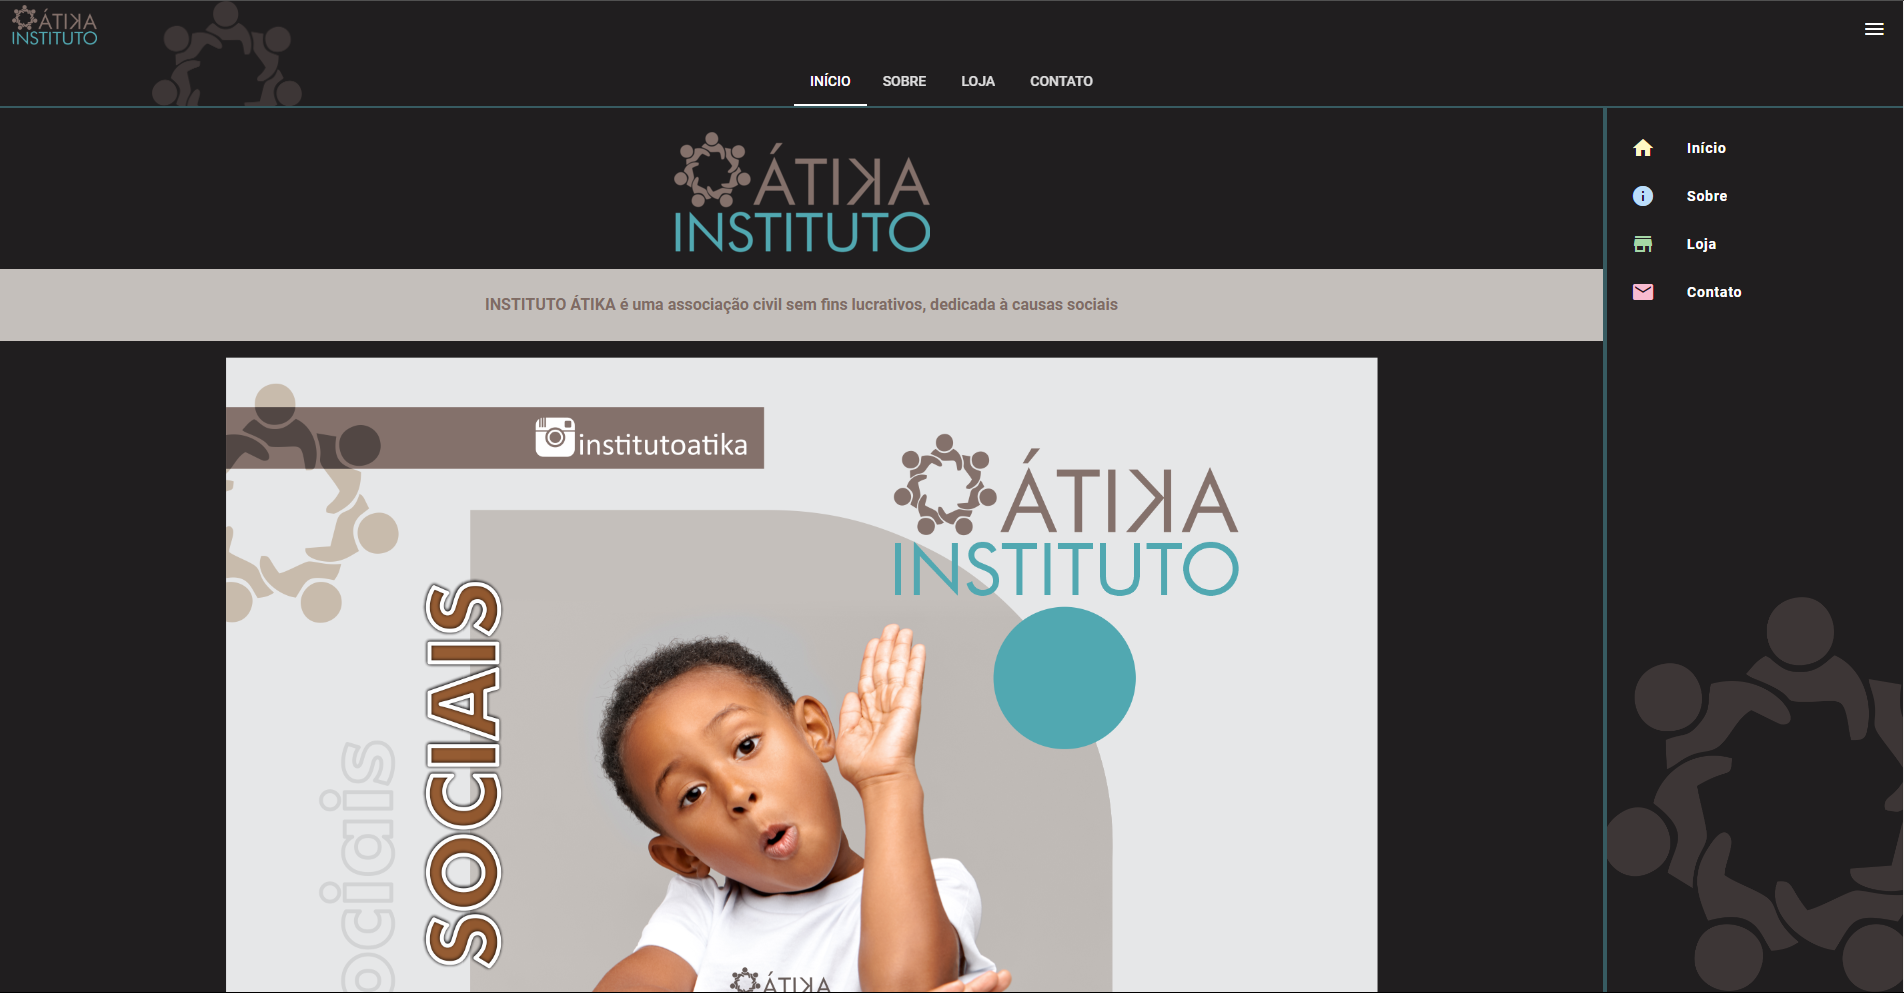 ÁTIKA
INSTITUTO
INÍCIO
SOBRE
LOJA
CONTATO
ÁTIKA
INSTITUTO
INSTITUTO ÁTIKA é uma associação civil sem fins lucrativos, dedicada à causas sociais
institutoatika
ÁTIKA
INSTITUTO
SOCIAIS
ociais
ÁTIKA
Início
Sobre
Loja
Contato